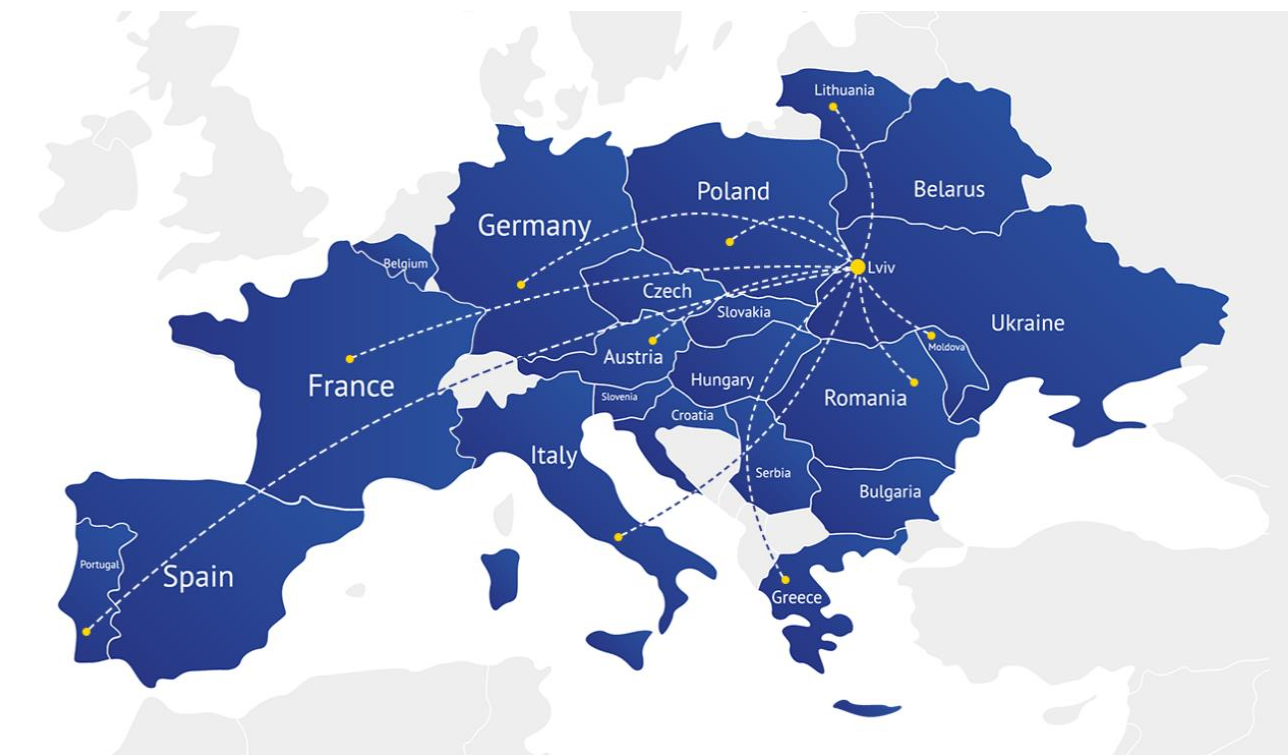 Lithuania
Poland
Belarus
Germany
Belgium
Lviv
Czech
Slovakia
Ukraine
Moldova
Austria
France
Hungary
Slovenia
Romania
Croatia
Italy
Serbia
Bulgaria
Portugal
Spain
Greece